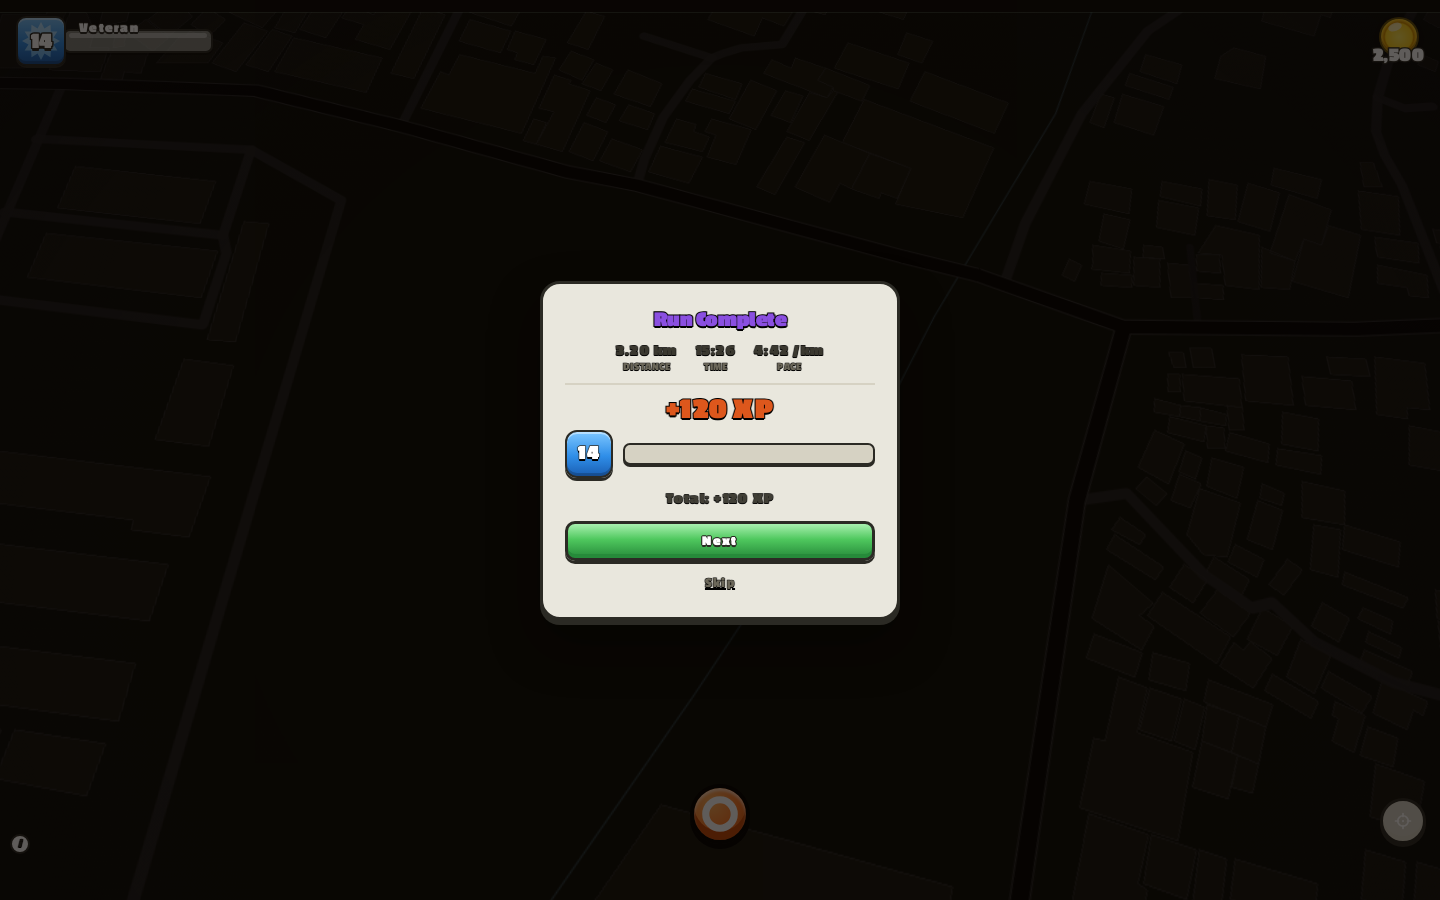 14
Veteran
2,500
Run Complete
3.20 km 15:26 4:42 /km
DISTANCE TIME PACE
+120 XP
14
Total: +120 XP
Next
Skip